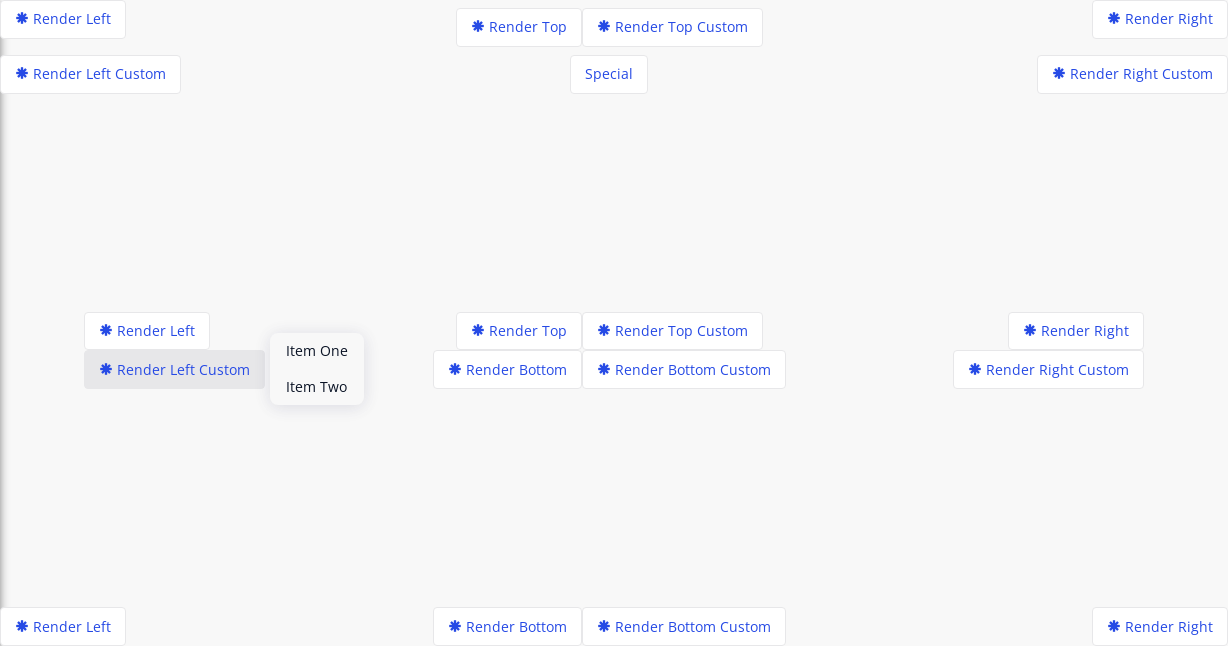 Render Left
Render Top
Render Top Custom
Render Right
Render Left Custom
Special
Render Right Custom
Render Left
Render Top
Render Top Custom
Render Right
Item One
Render Left Custom
Render Bottom
Render Bottom Custom
Render Right Custom
Item Two
Render Left
Render Bottom
Render Bottom Custom
Render Right